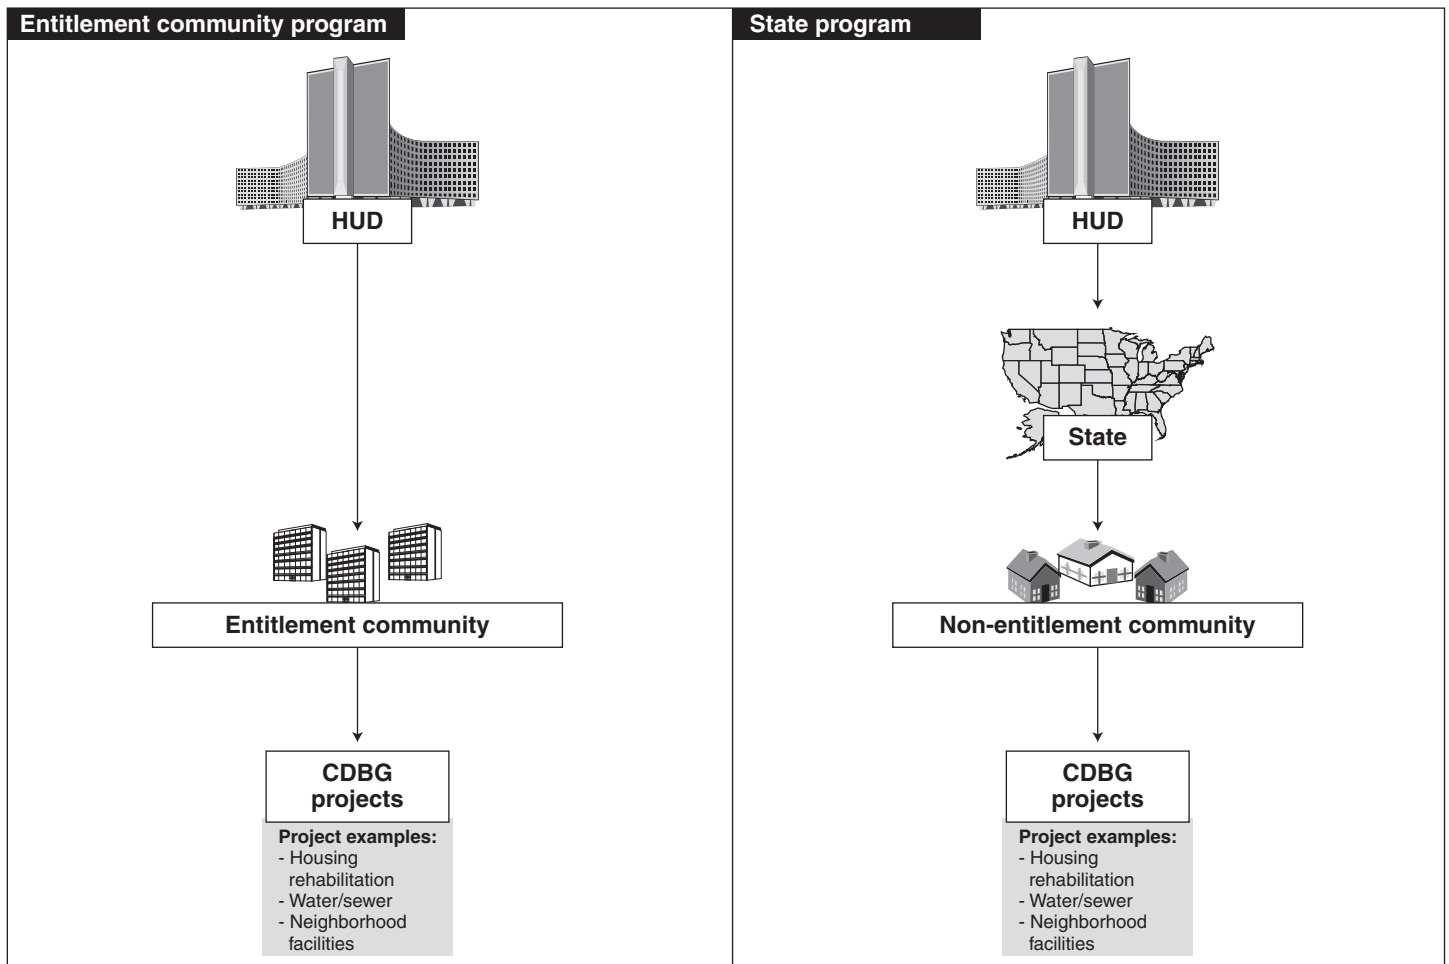 Entitlement community program
HUD
Entitlement community
CDBG
projects
Project examples:
- Housing
rehabilitation
- Water/sewer
- Neighborhood
facilities
State program
HUD
State
Non-entitlement community
CDBG
projects
Project examples:
- Housing
rehabilitation
- Water/sewer
- Neighborhood
facilities